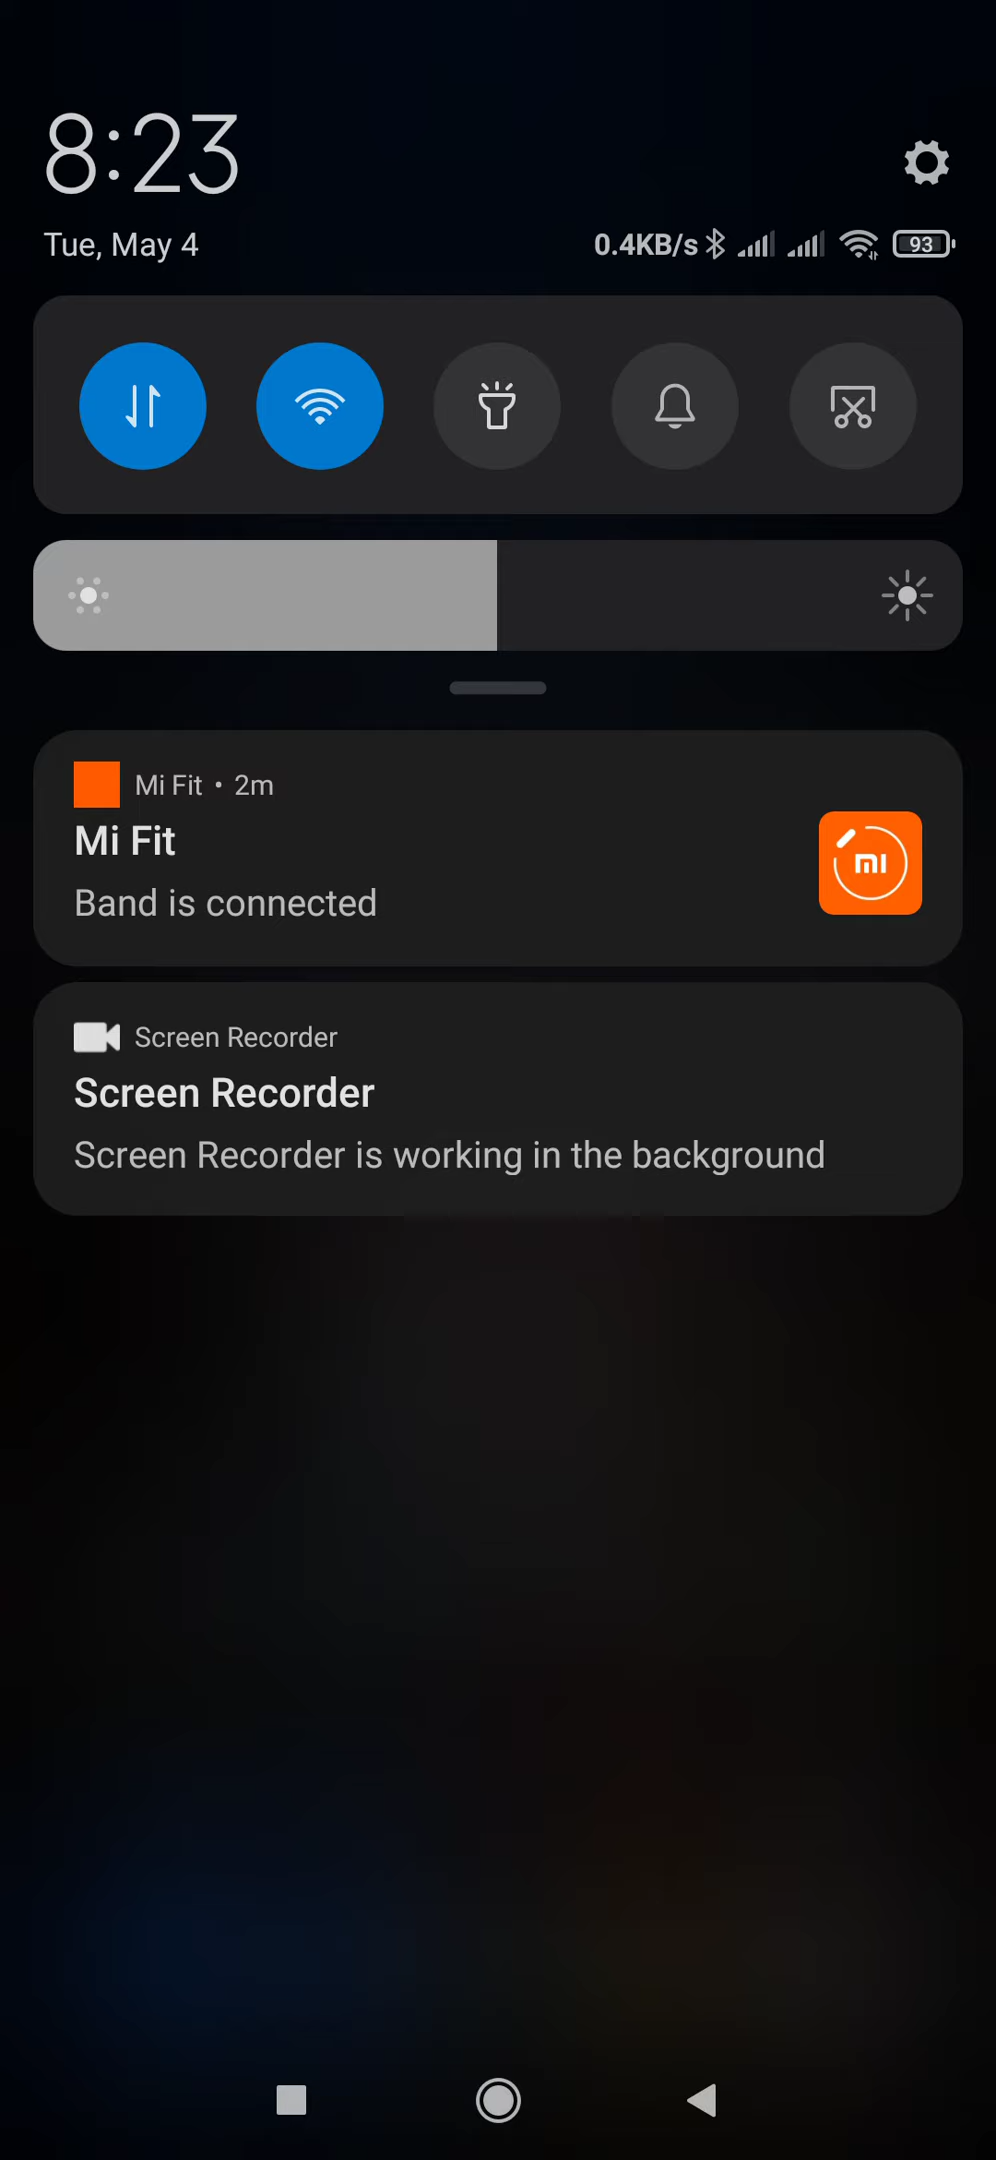 8:23
Tue, May 4
0.4KB/s
93
Mi Fit • 2m
Mi Fit
Band is connected
mi
Screen Recorder
Screen Recorder
Screen Recorder is working in the background